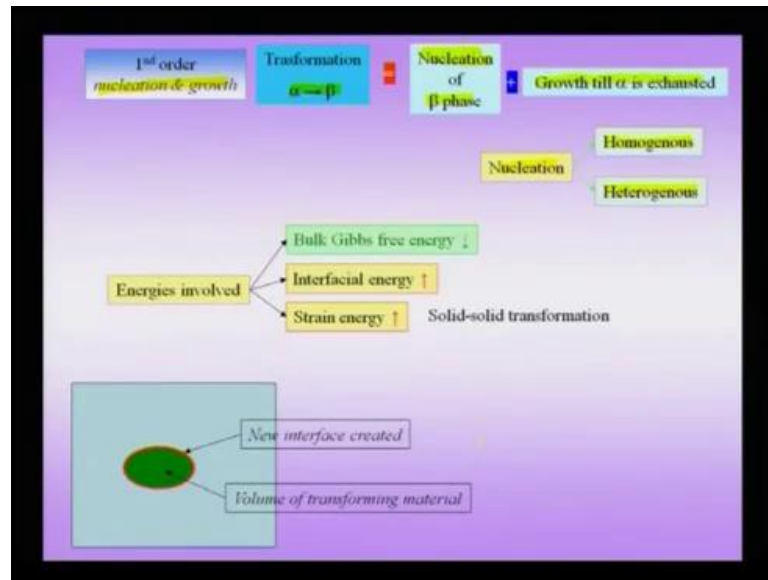 1nd order
nucleation & growth
Trasformation
α → β
=
Nucleation
of
β phase
+
Growth till α is exhausted
Nucleation
Homogenous
Heterogenous
Energies involved
Bulk Gibbs free energy ↓
Interfacial energy ↑
Strain energy ↑
Solid-solid transformation
New interface created
Volume of transforming material